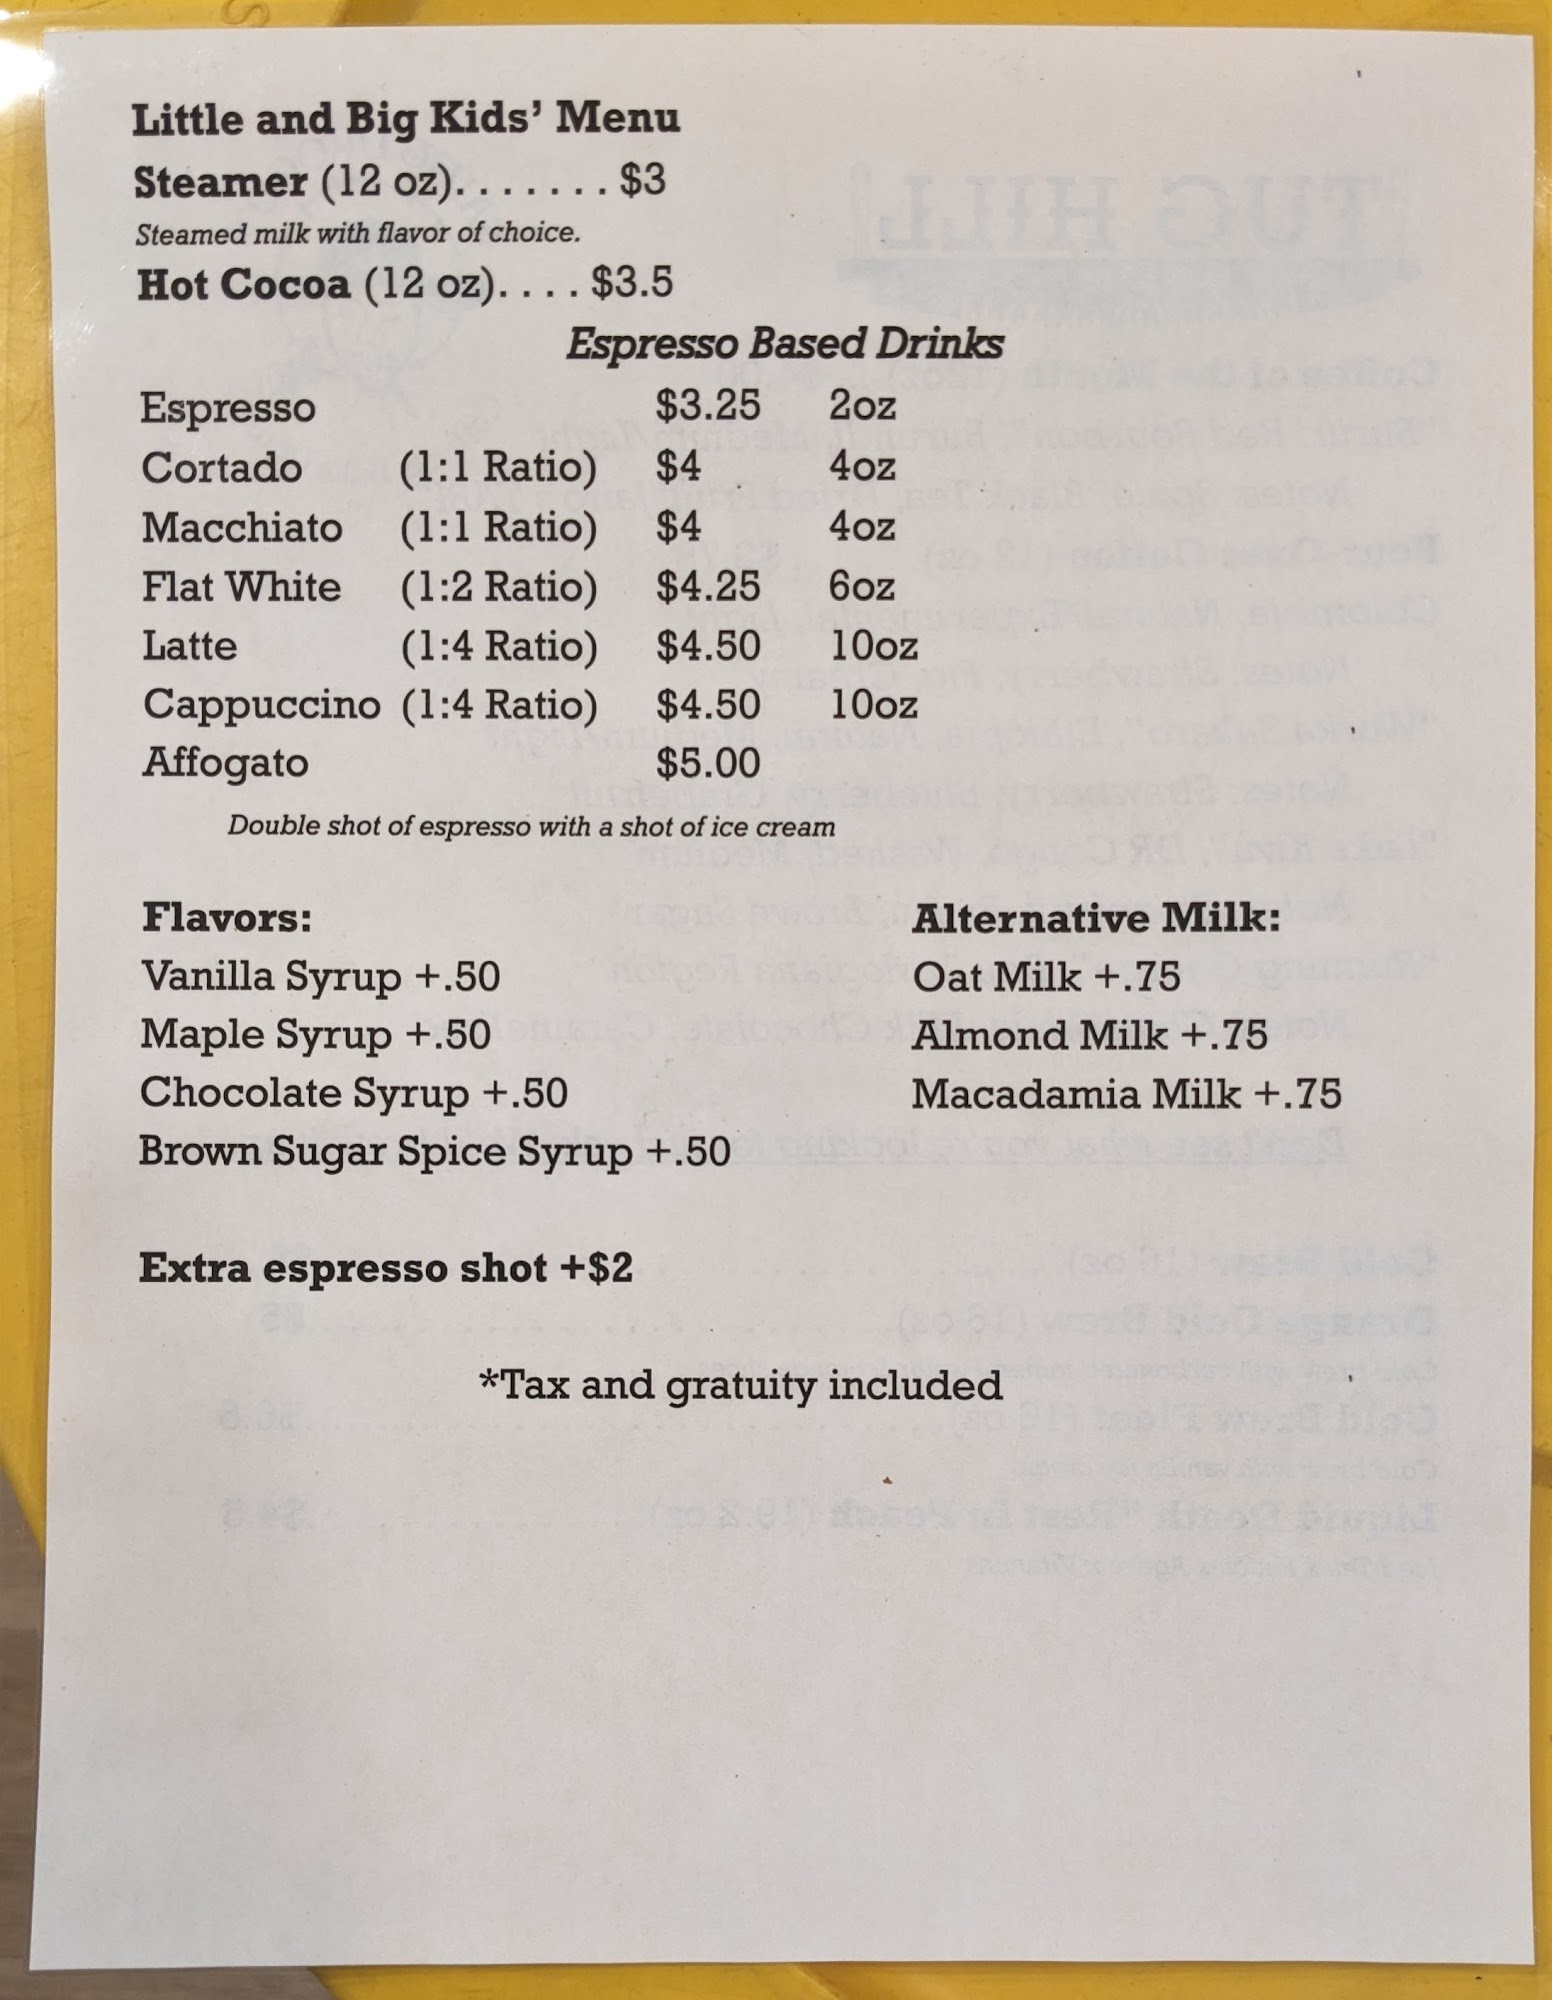 Little and Big Kids' Menu
Steamer (12 oz). . . . . . . $3
Steamed milk with flavor of choice.
Hot Cocoa (12 oz). . . . $3.5
Espresso Based Drinks
Espresso $3.25 2oz
Cortado (1:1 Ratio) $4 4oz
Macchiato (1:1 Ratio) $4 4oz
Flat White (1:2 Ratio) $4.25 6oz
Latte (1:4 Ratio) $4.50 10oz
Cappuccino (1:4 Ratio) $4.50 10oz
Affogato $5.00
Double shot of espresso with a shot of ice cream
Flavors:
Vanilla Syrup +.50
Maple Syrup +.50
Chocolate Syrup +.50
Brown Sugar Spice Syrup +.50
Alternative Milk:
Oat Milk +.75
Almond Milk +.75
Macadamia Milk +.75
Extra espresso shot +$2
*Tax and gratuity included